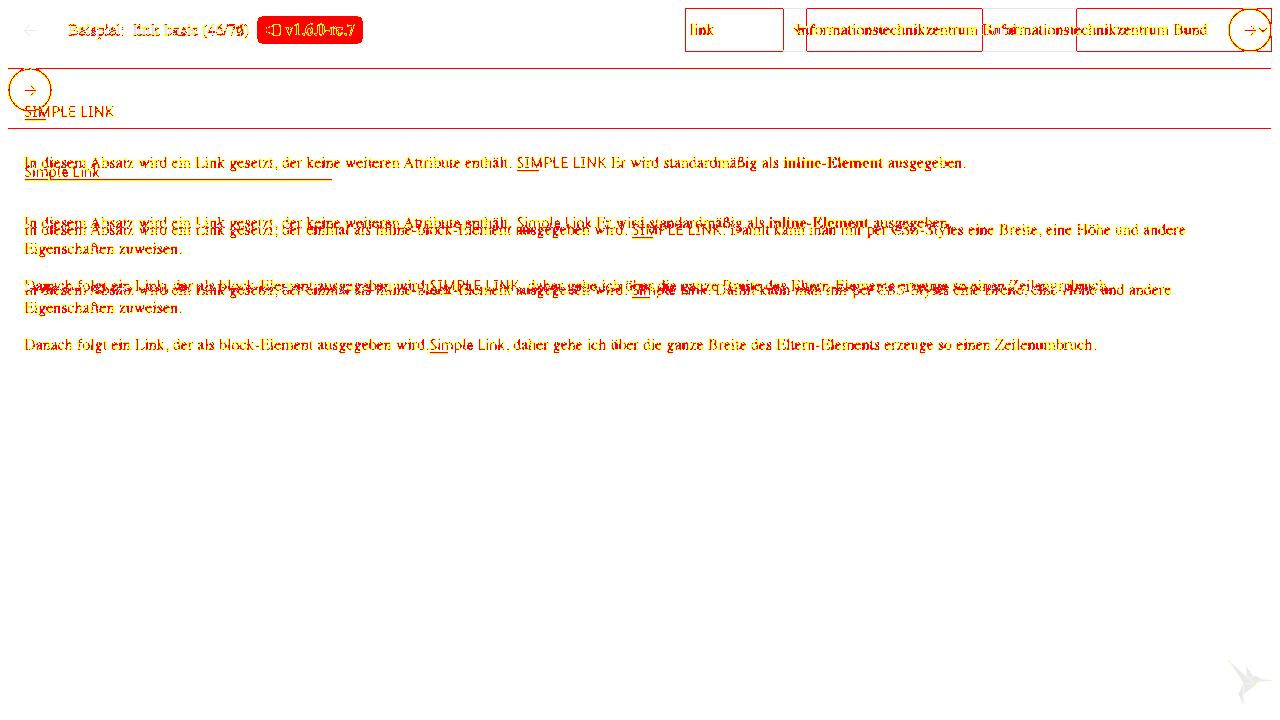 Beispiel: link basic (46/76) v1.6.0-rc.7 link Informationstechnikzentrum Informationstechnikzentrum Bund
SIMPLE LINK
In diesem Absatz wird ein Link gesetzt, der keine weiteren Attribute enthält. SIMPLE LINK Er wird standardmäßig als inline-Element ausgegeben.
Simple Link
In diesem Absatz wird ein Link gesetzt, der keine weiteren Attribute enthält. Simple Link Er wird standardmäßig als inline-Element ausgegeben.
In diesem Absatz wird ein Link gesetzt, der einmal als inline-block-Element ausgegeben wird. SIMPLE LINK. Damit kann man mir per CSS-Styles eine Breite, eine Höhe und andere
Eigenschaften zuweisen.
Danach folgt ein Link, der als block-Element ausgegeben wird.SIMPLE LINK, daher gehe ich über die ganze Breite des Eltern-Elements erzeuge so einen Zeilenumbruch.
In diesem Absatz wird ein Link gesetzt, der einmal als inline-block-Element ausgegeben wird. Simple Link. Damit kann man mir per CSS-Styles eine Breite, eine Höhe und andere
Eigenschaften zuweisen.
Danach folgt ein Link, der als block-Element ausgegeben wird.Simple Link, daher gehe ich über die ganze Breite des Eltern-Elements erzeuge so einen Zeilenumbruch.